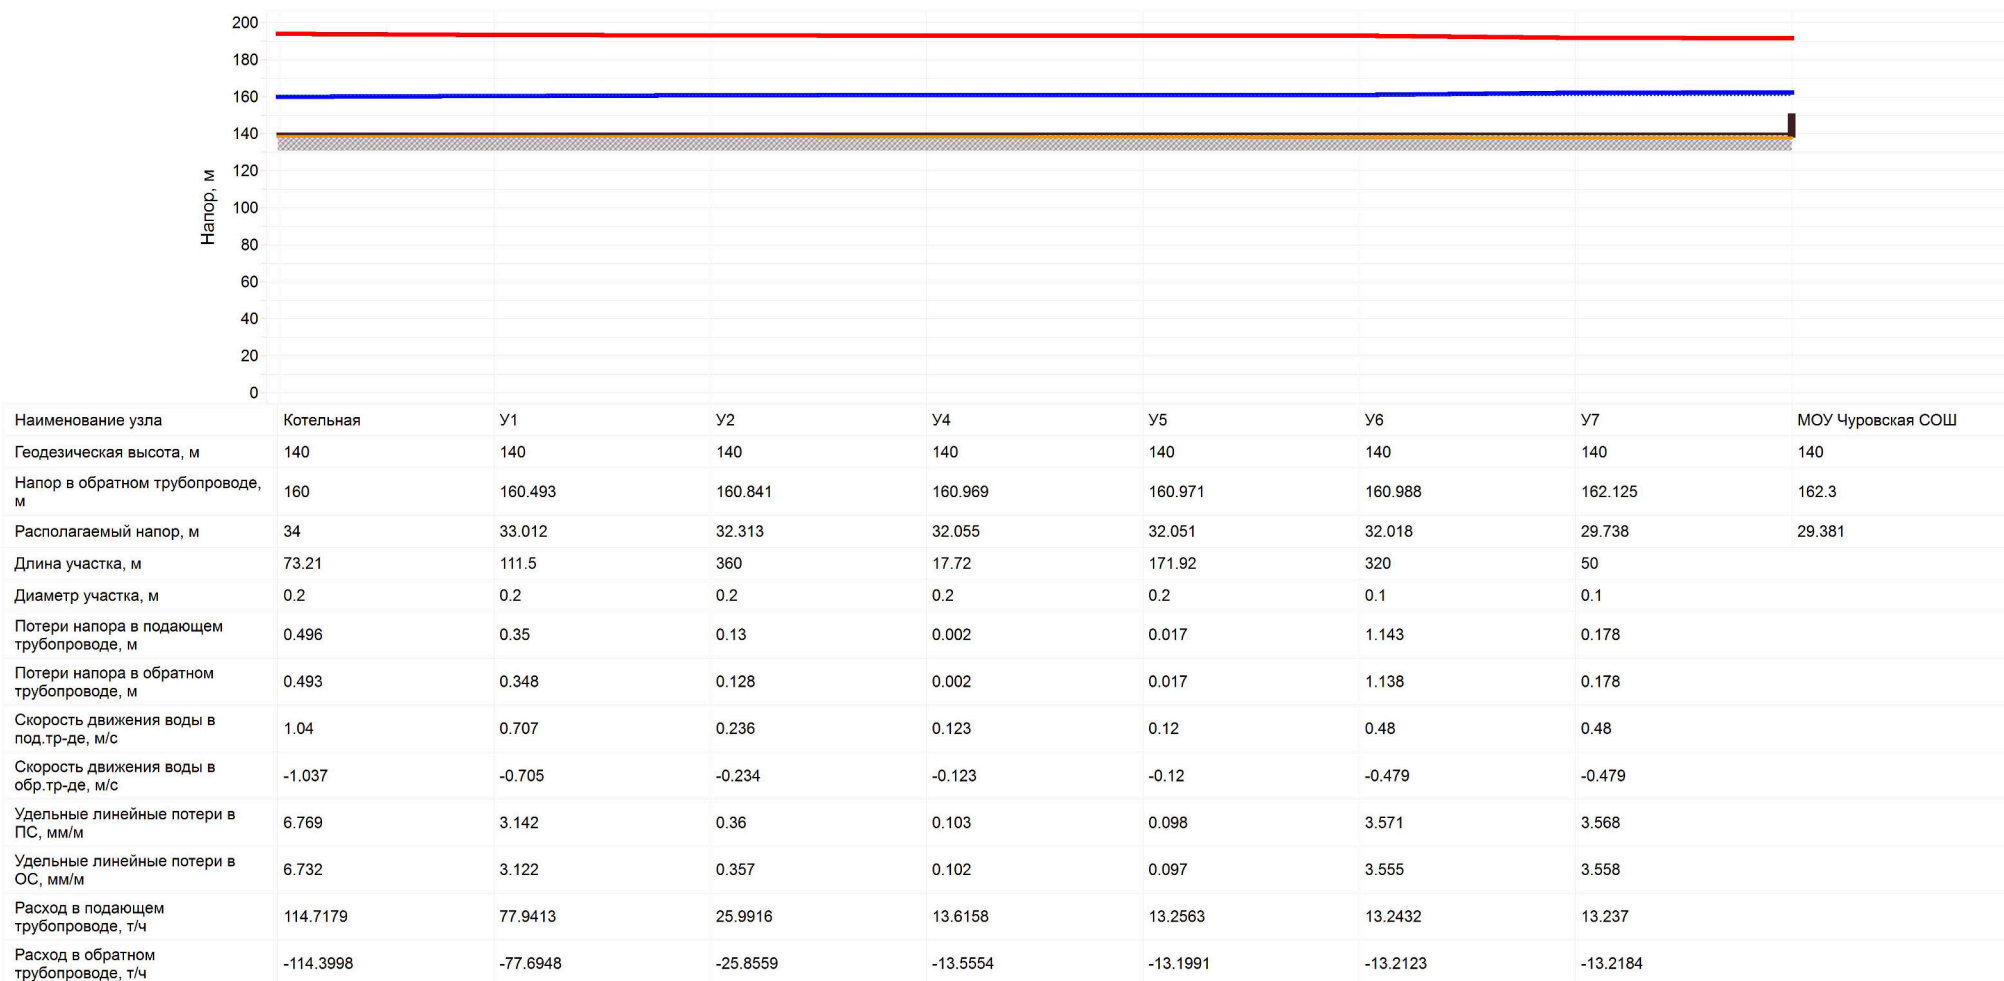 200
180
160
140
120
100
80
60
40
20
0
Напор, м
Наименование узла Котельная У1 У2 У4 У5 У6 У7 МОУ Чуровская СОШ
Геодезическая высота, м 140 140 140 140 140 140 140 140
Напор в обратном трубопроводе,
м 160 160.493 160.841 160.969 160.971 160.988 162.125 162.3
Располагаемый напор, м 34 33.012 32.313 32.055 32.051 32.018 29.738 29.381
Длина участка, м 73.21 111.5 360 17.72 171.92 320 50
Диаметр участка, м 0.2 0.2 0.2 0.2 0.2 0.1 0.1
Потери напора в подающем
трубопроводе, м 0.496 0.35 0.13 0.002 0.017 1.143 0.178
Потери напора в обратном
трубопроводе, м 0.493 0.348 0.128 0.002 0.017 1.138 0.178
Скорость движения воды в
под.тр-де, м/с 1.04 0.707 0.236 0.123 0.12 0.48 0.48
Скорость движения воды в
обр.тр-де, м/с -1.037 -0.705 -0.234 -0.123 -0.12 -0.479 -0.479
Удельные линейные потери в
ПС, мм/м 6.769 3.142 0.36 0.103 0.098 3.571 3.568
Удельные линейные потери в
ОС, мм/м 6.732 3.122 0.357 0.102 0.097 3.555 3.558
Расход в подающем
трубопроводе, т/ч 114.7179 77.9413 25.9916 13.6158 13.2563 13.2432 13.237
Расход в обратном
трубопроводе, т/ч -114.3998 -77.6948 -25.8559 -13.5554 -13.1991 -13.2123 -13.2184